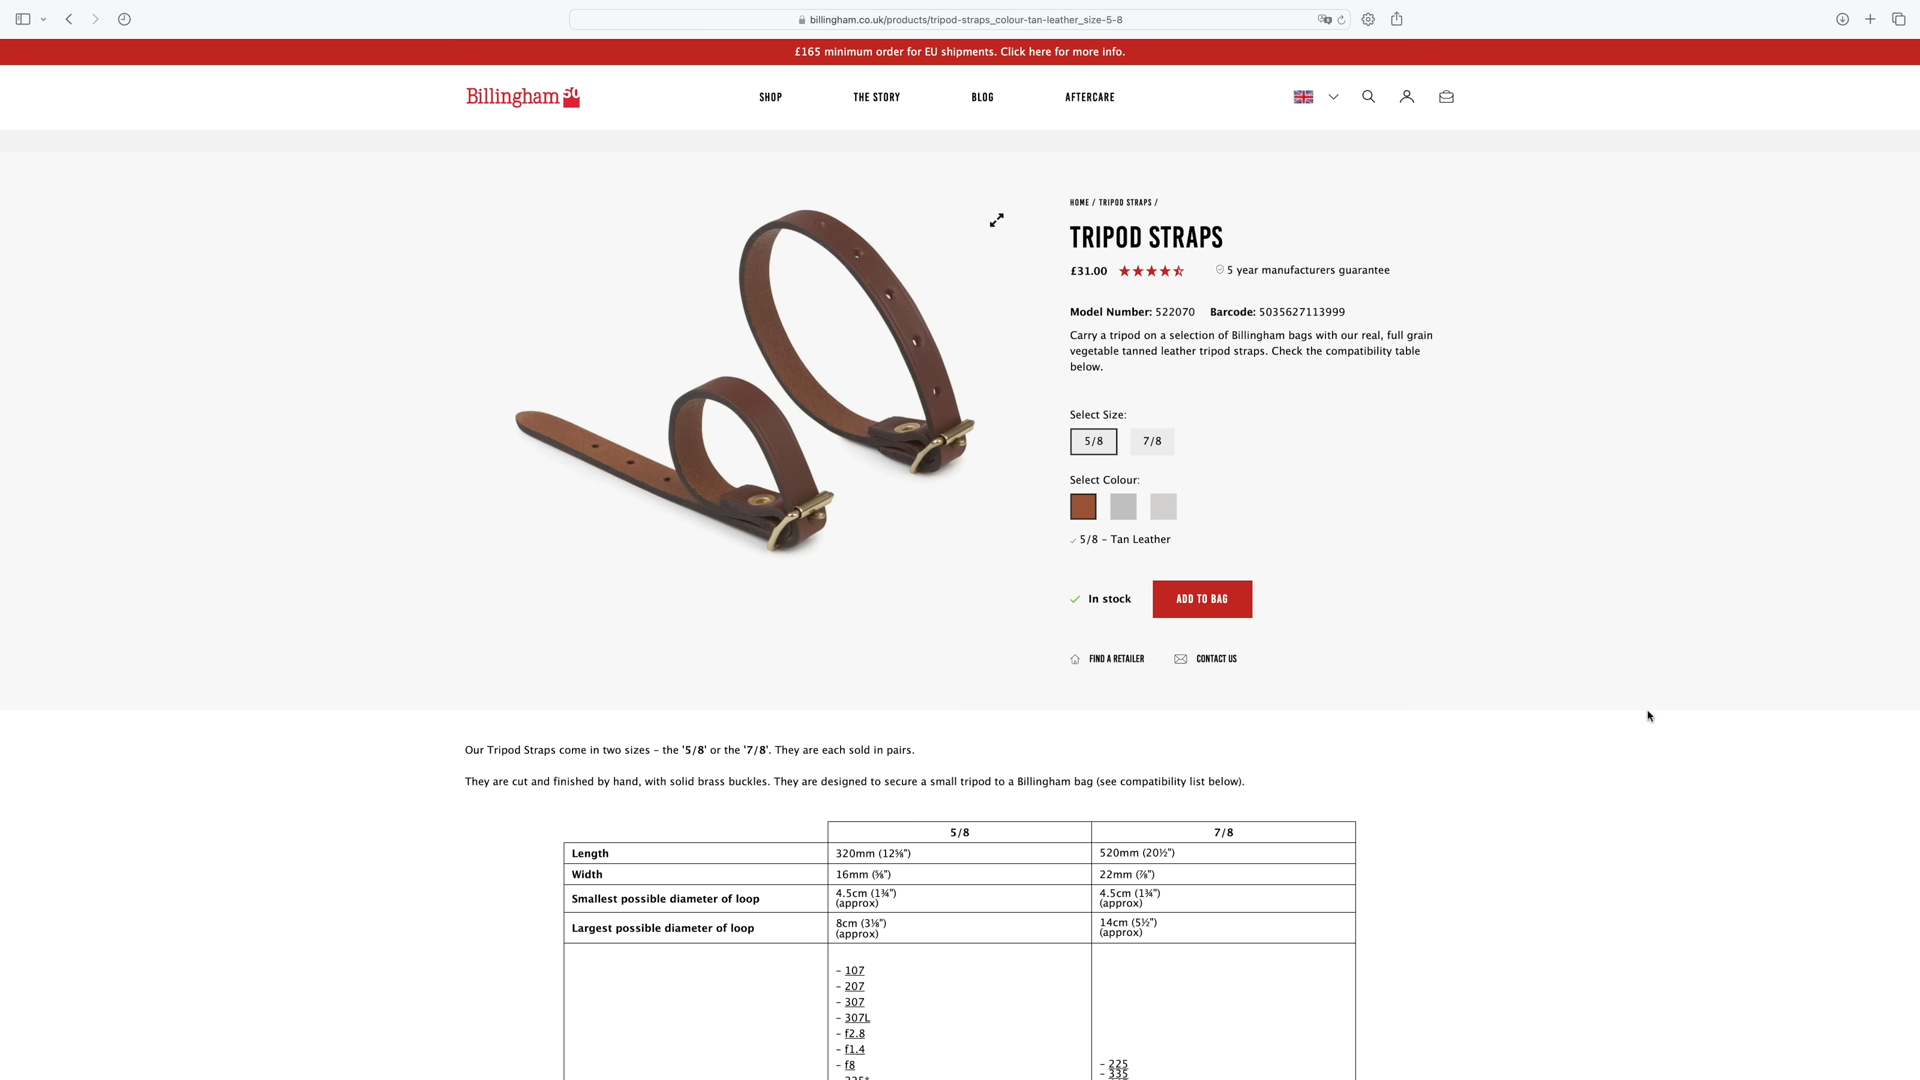 billingham.co.uk/products/tripod-straps_colour-tan-leather_size-5-8
£165 minimum order for EU shipments. Click here for more info.
Billingham 50
SHOP
THE STORY
BLOG
AFTERCARE
HOME / TRIPOD STRAPS /
TRIPOD STRAPS
£31.00
5 year manufacturers guarantee
Model Number: 522070 Barcode: 5035627113999
Carry a tripod on a selection of Billingham bags with our real, full grain
vegetable tanned leather tripod straps. Check the compatibility table
below.
Select Size:
5/8 7/8
Select Colour:
5/8 – Tan Leather
In stock
ADD TO BAG
FIND A RETAILER
CONTACT US
Our Tripod Straps come in two sizes – the '5/8' or the '7/8'. They are each sold in pairs.
They are cut and finished by hand, with solid brass buckles. They are designed to secure a small tripod to a Billingham bag (see compatibility list below).
5/8 7/8
Length 320mm (12⅝") 520mm (20½")
Width 16mm (⅝") 22mm (⅞")
Smallest possible diameter of loop 4.5cm (1¾") (approx) 4.5cm (1¾") (approx)
Largest possible diameter of loop 8cm (3⅛") (approx) 14cm (5½") (approx)
– 107
– 207
– 307
– 307L
– f2.8
– f1.4
– f8
– 225
– 335